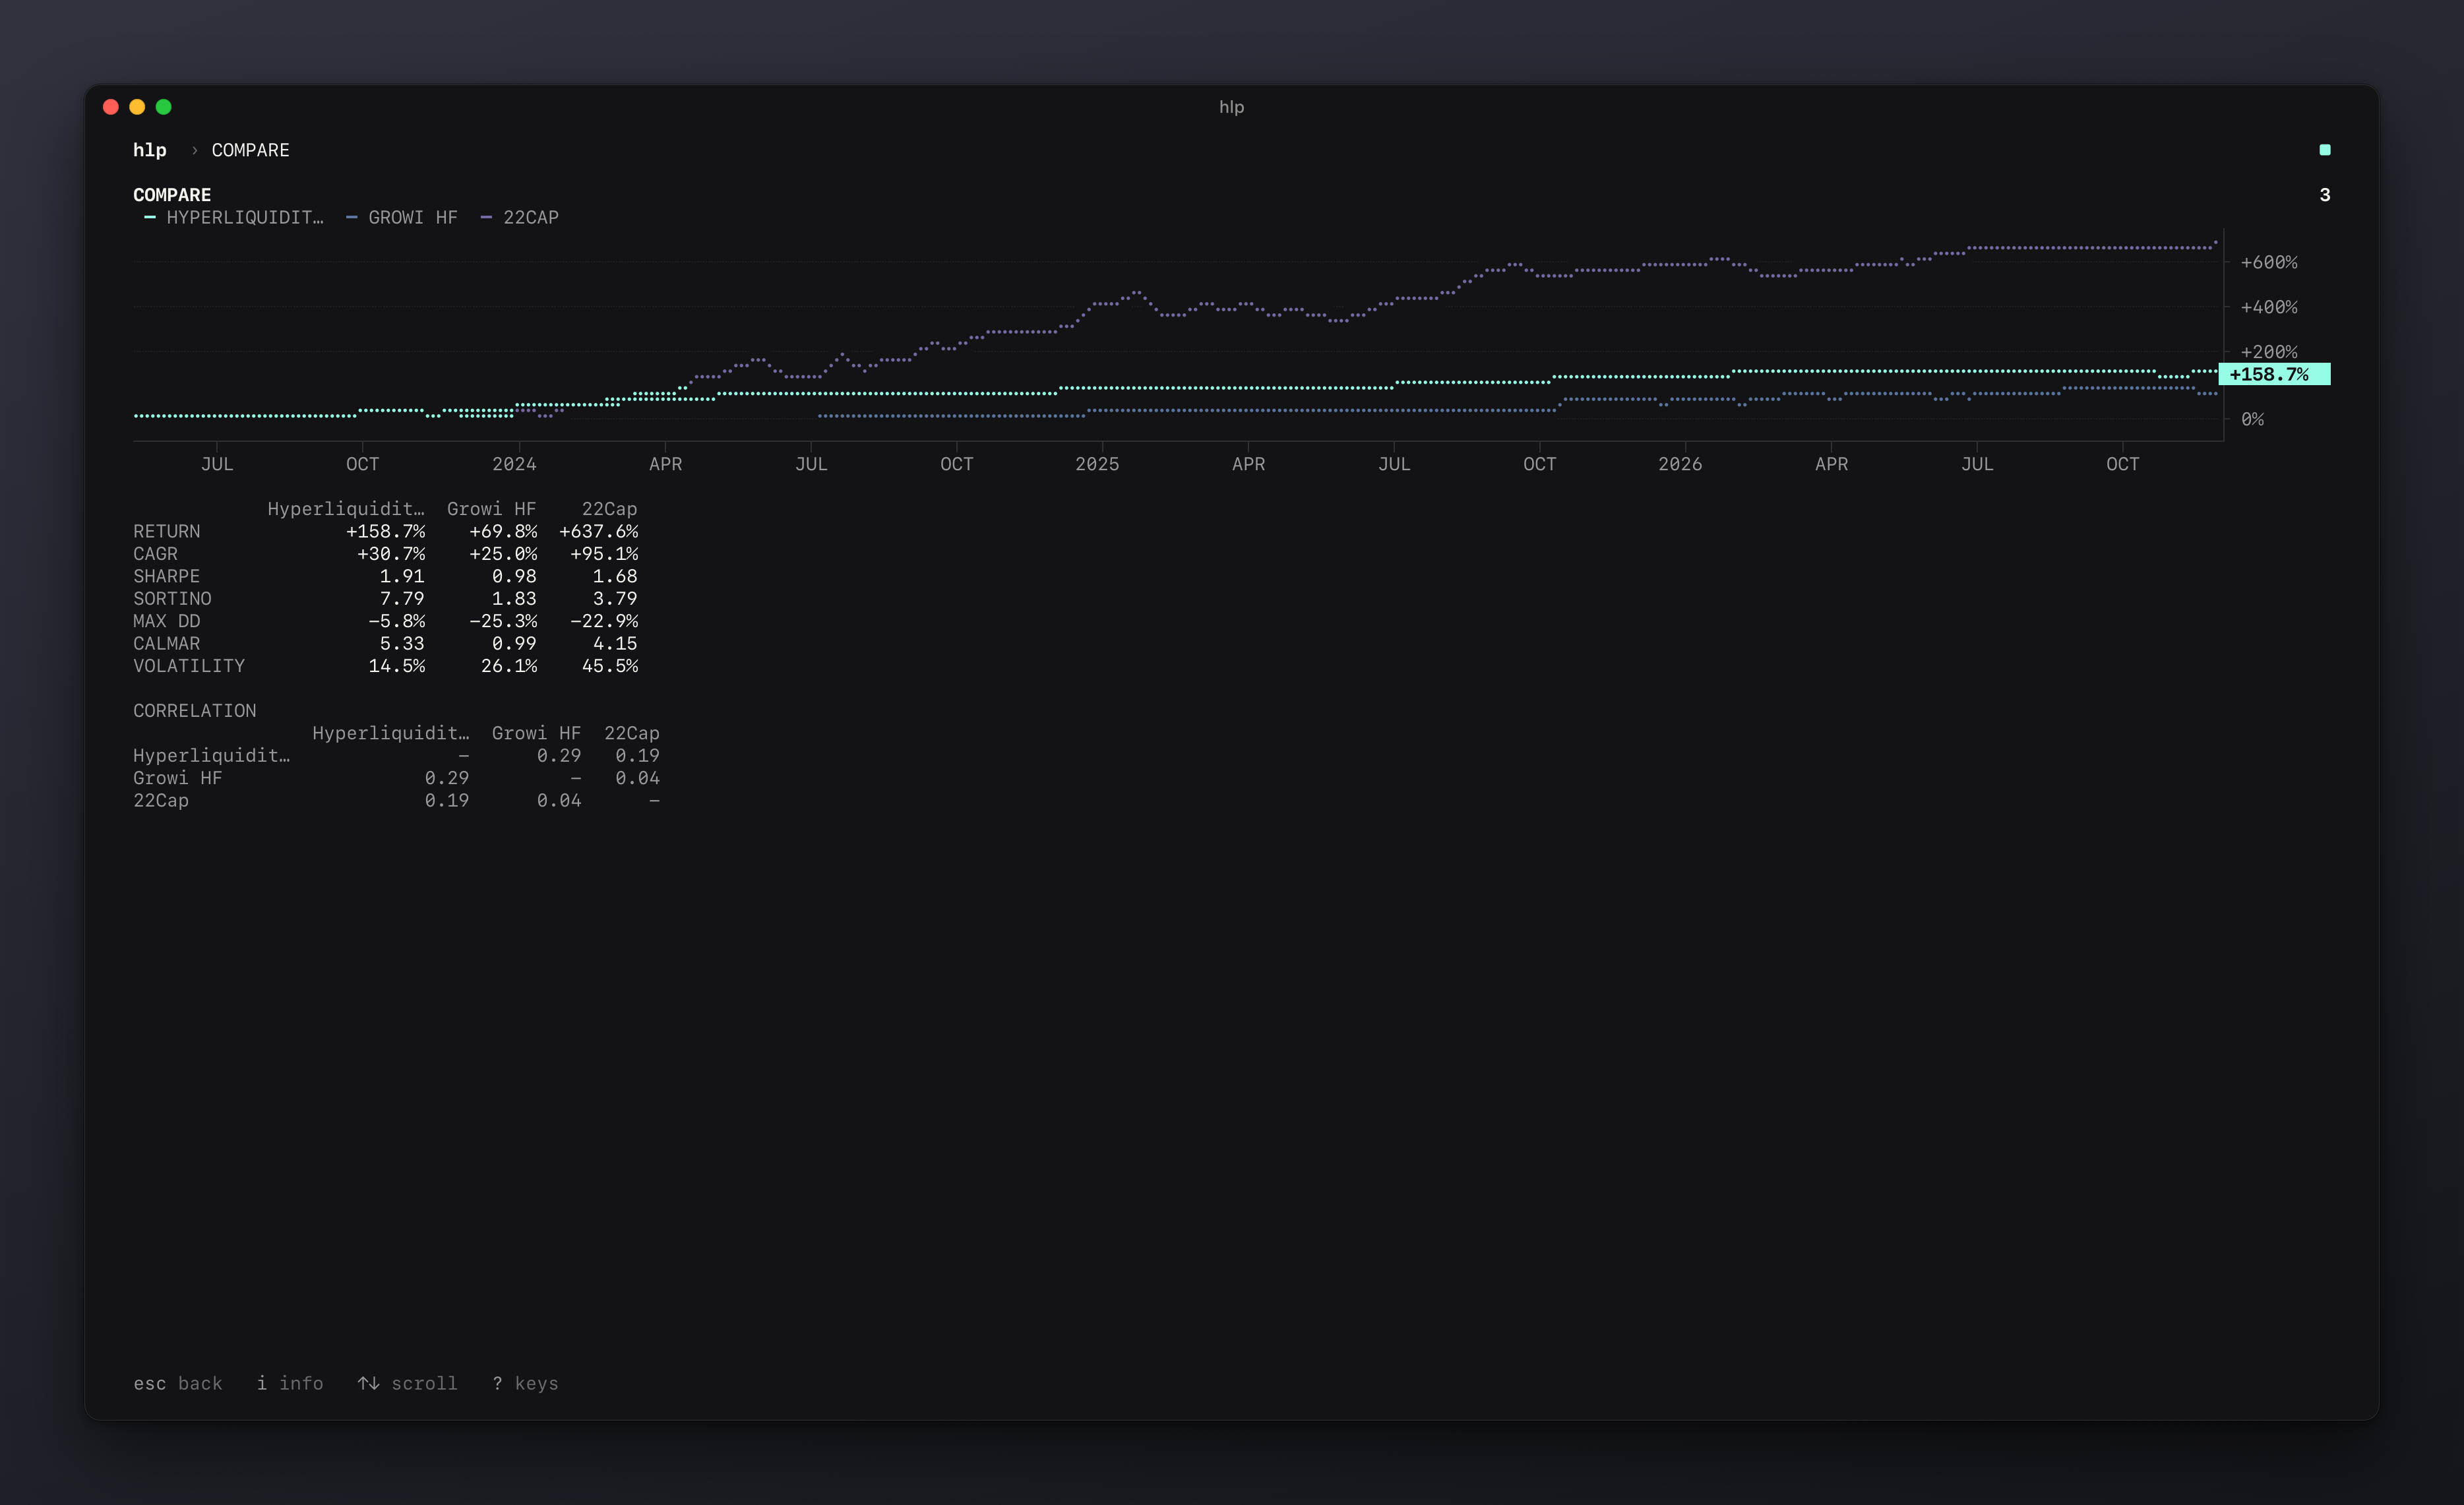 hlp
hlp › COMPARE
COMPARE 3
HYPERLIQUIDIT… GROWI HF 22CAP
+600%
+400%
+200%
+158.7%
0%
JUL OCT 2024 APR JUL OCT 2025 APR JUL OCT 2026 APR JUL OCT
Hyperliquidit… Growi HF 22Cap
RETURN +158.7% +69.8% +637.6%
CAGR +30.7% +25.0% +95.1%
SHARPE 1.91 0.98 1.68
SORTINO 7.79 1.83 3.79
MAX DD −5.8% −25.3% −22.9%
CALMAR 5.33 0.99 4.15
VOLATILITY 14.5% 26.1% 45.5%
CORRELATION
Hyperliquidit… Growi HF 22Cap
Hyperliquidit… — 0.29 0.19
Growi HF 0.29 — 0.04
22Cap 0.19 0.04 —
esc back i info ↑↓ scroll ? keys